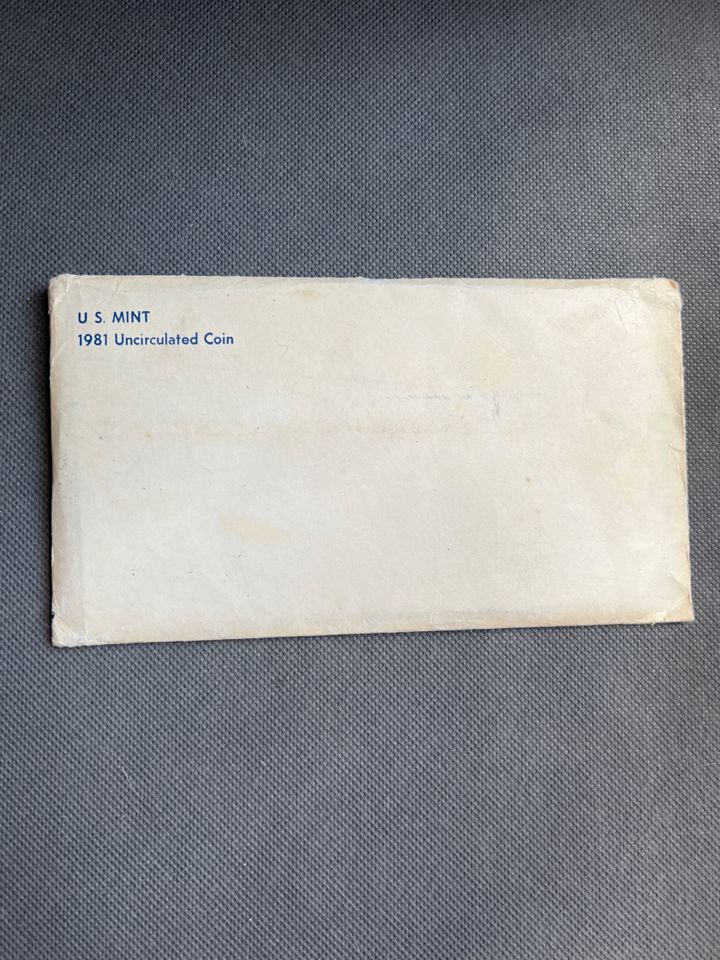 U S. MINT
1981 Uncirculated Coin